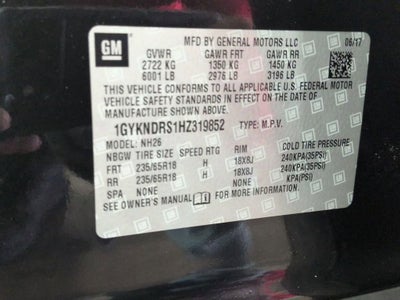 GM
MFD BY GENERAL MOTORS LLC 06/17
GVWR GAWR FRT GAWR RR
2722 KG 1350 KG 1450 KG
6001 LB 2976 LB 3196 LB
THIS VEHICLE CONFORMS TO ALL APPLICABLE U.S. FEDERAL MOTOR
VEHICLE SAFETY STANDARDS IN EFFECT ON THE DATE OF
MANUFACTURE SHOWN ABOVE.
1GYKNDRS1HZ319852 TYPE: M.P.V.
MODEL: NH26
NBGW TIRE SIZE SPEED RTG RIM COLD TIRE PRESSURE
FRT 235/65R18 H 18X8J 240KPA(35PSI)
RR 235/65R18 H 18X8J 240KPA(35PSI)
SPA NONE NONE KPA(PSI)
SEE OWNER'S MANUAL FOR MORE INFORMATION.